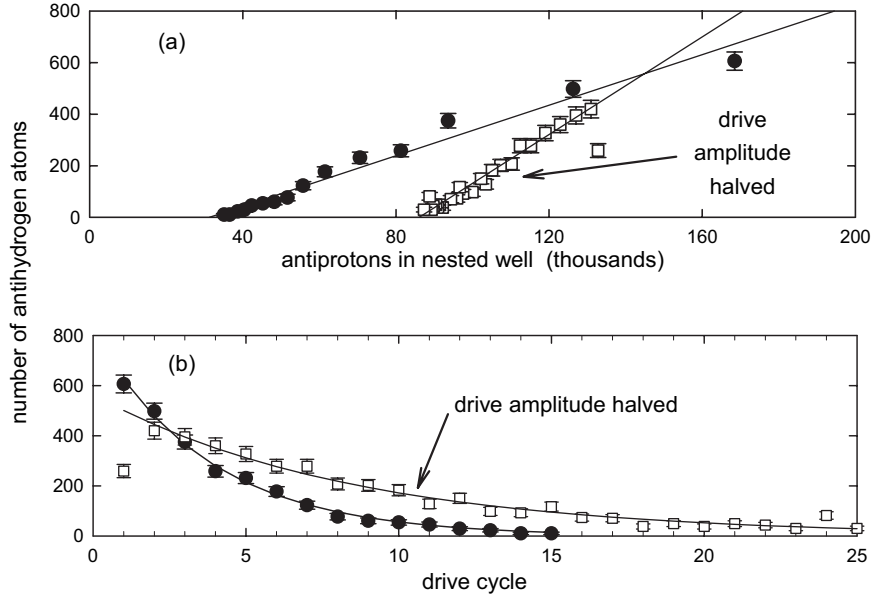 number of antihydrogen atoms
800
600
400
200
0
(a)
drive
amplitude
halved
0 40 80 120 160 200
antiprotons in nested well (thousands)
800
600
400
200
0
(b)
drive amplitude halved
0 5 10 15 20 25
drive cycle